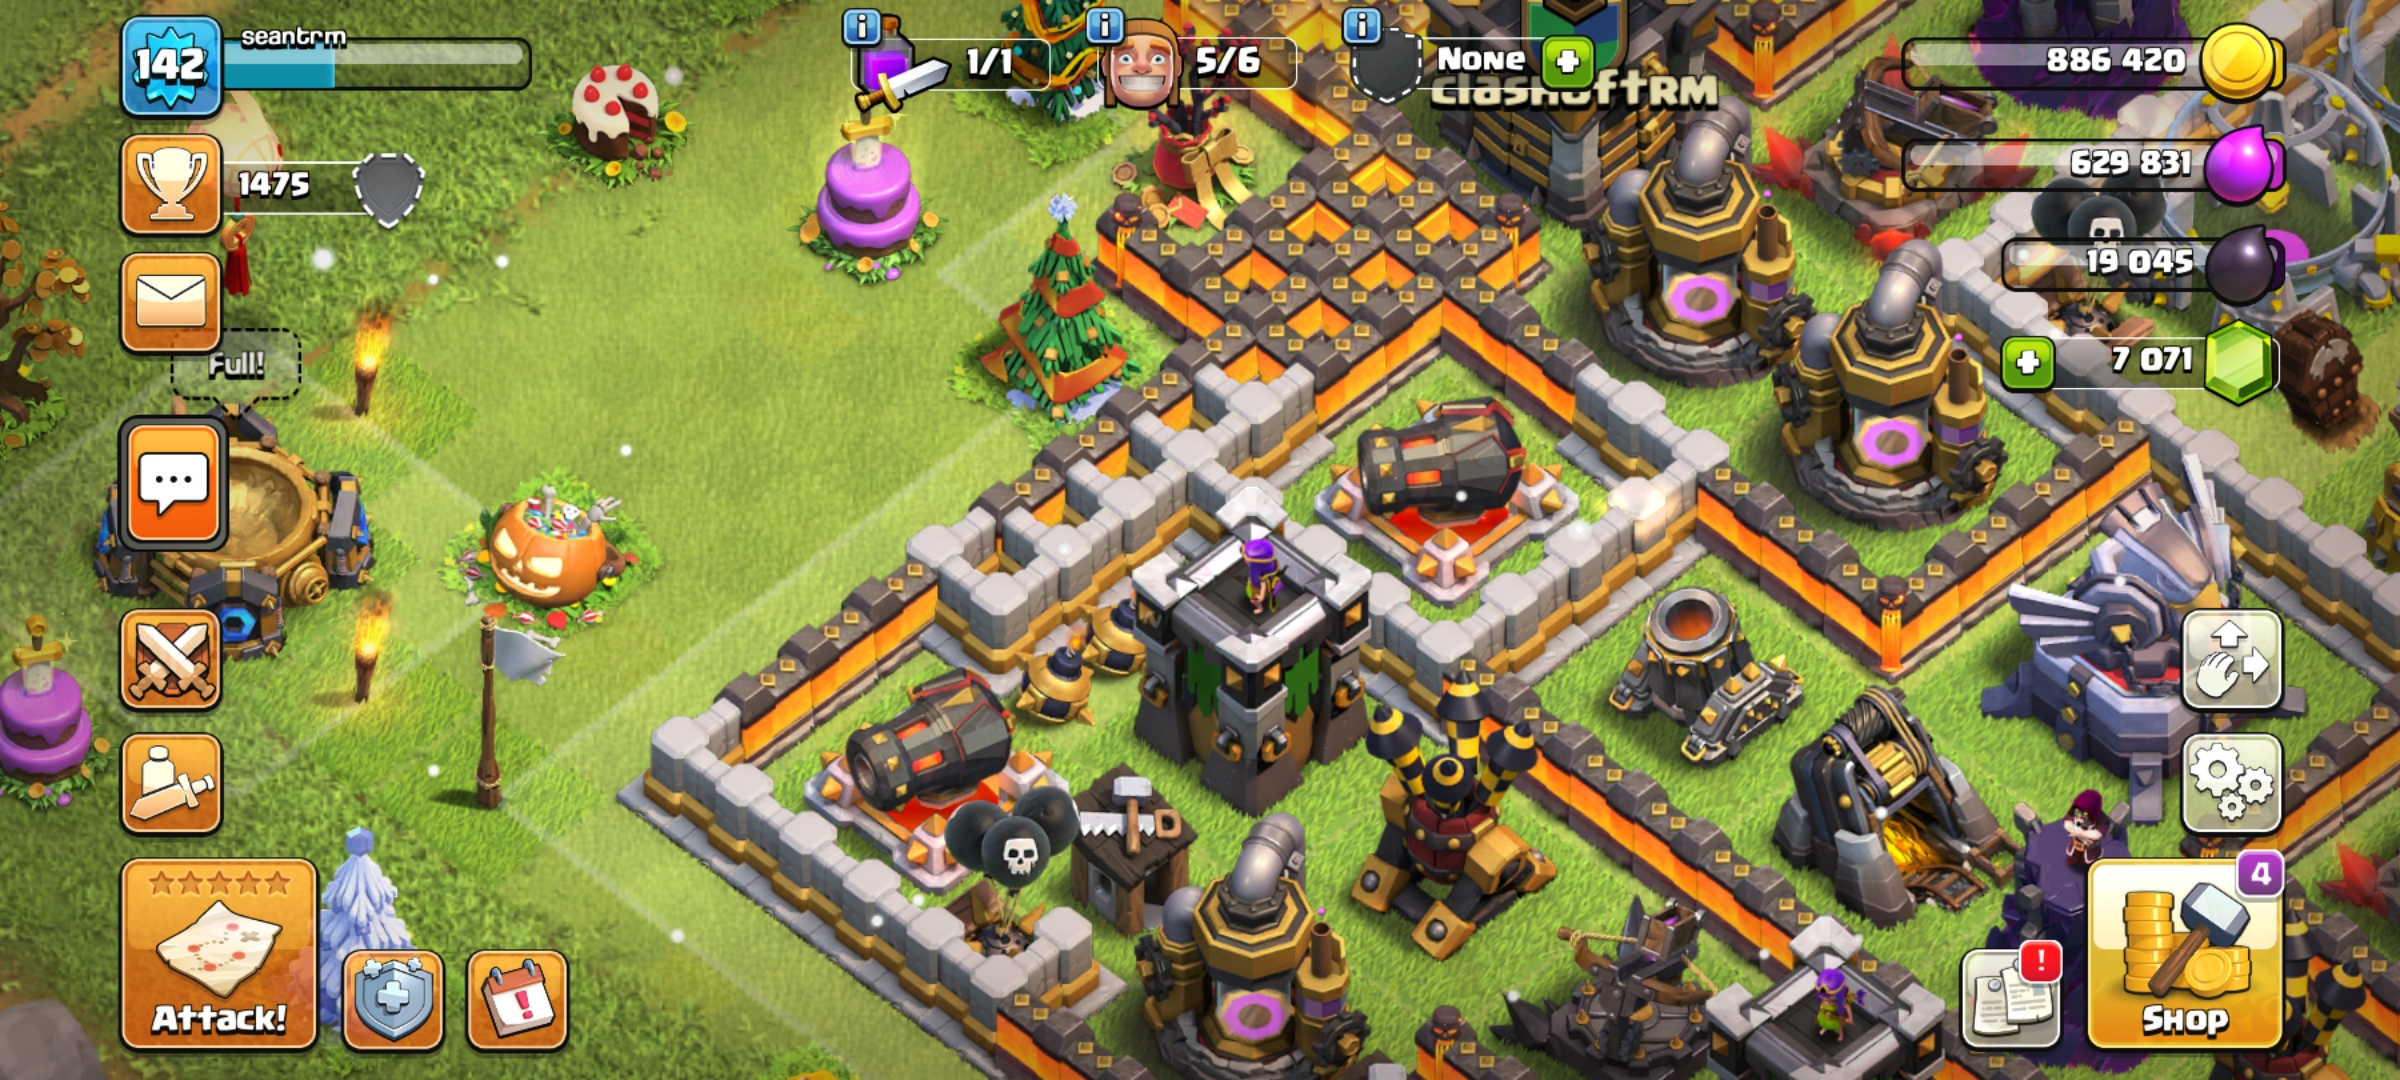 142
seantrm
1/1
5/6
None
clashofTRM
886 420
1475
629 831
19 045
7 071
Full!
4
Attack!
Shop